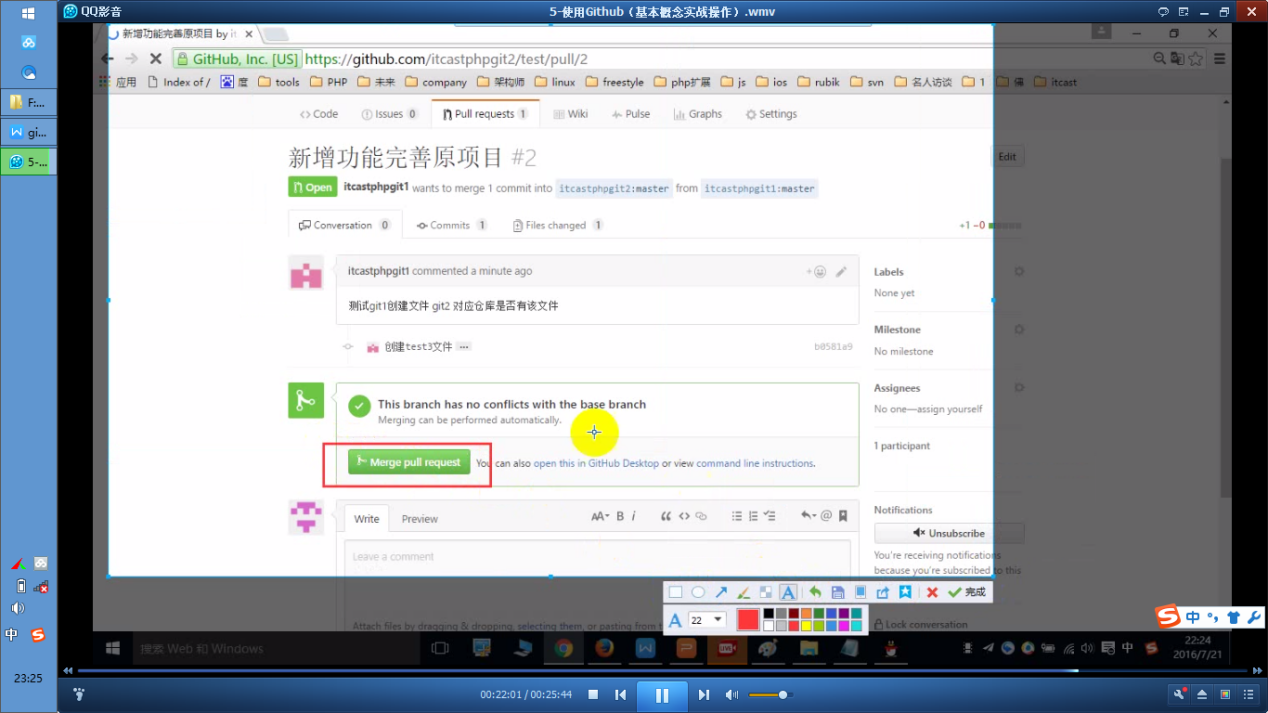 QQ影音
5-使用Github（基本概念实战操作）.wmv
新增功能完善原项目 by it
GitHub, Inc. [US]
https://github.com/itcastphpgit2/test/pull/2
应用
Index of /
度
tools
PHP
未来
company
架构师
linux
freestyle
php扩展
js
ios
rubik
svn
名人访谈
1
佛
itcast
F:...
gi...
5-...
Code
Issues 0
Pull requests 1
Wiki
Pulse
Graphs
Settings
新增功能完善原项目 #2
Edit
Open
itcastphpgit1 wants to merge 1 commit into itcastphpgit2:master from itcastphpgit1:master
Conversation 0
Commits 1
Files changed 1
+1 −0
itcastphpgit1 commented a minute ago
测试git1创建文件 git2 对应仓库是否有该文件
创建test3文件 ...
b0581a9
Labels
None yet
Milestone
No milestone
Assignees
No one—assign yourself
1 participant
This branch has no conflicts with the base branch
Merging can be performed automatically.
Merge pull request
You can also open this in GitHub Desktop or view command line instructions.
Notifications
Unsubscribe
You're receiving notifications
because you're subscribed to this
Write
Preview
AA
B
i
Leave a comment
完成
A
22
Attach files by dragging & dropping, selecting them, or pasting from t
Lock conversation
中
搜索 Web 和 Windows
中
22:24
2016/7/21
中
23:25
00:22:01 / 00:25:44